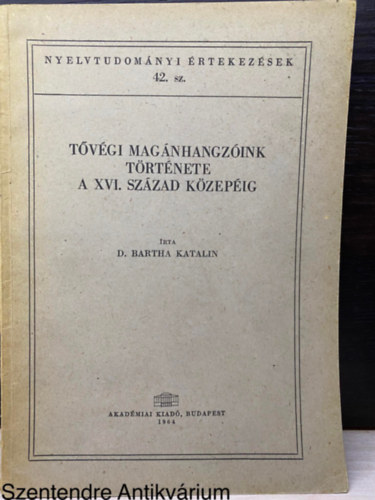 NYELVTUDOMÁNYI ÉRTEKEZÉSEK
42. sz.
TŐVÉGI MAGÁNHANGZÓINK
TÖRTÉNETE
A XVI. SZÁZAD KÖZEPÉIG
ÍRTA
D. BARTHA KATALIN
AKADÉMIAI KIADÓ, BUDAPEST
1964
Szentendre Antikvárium